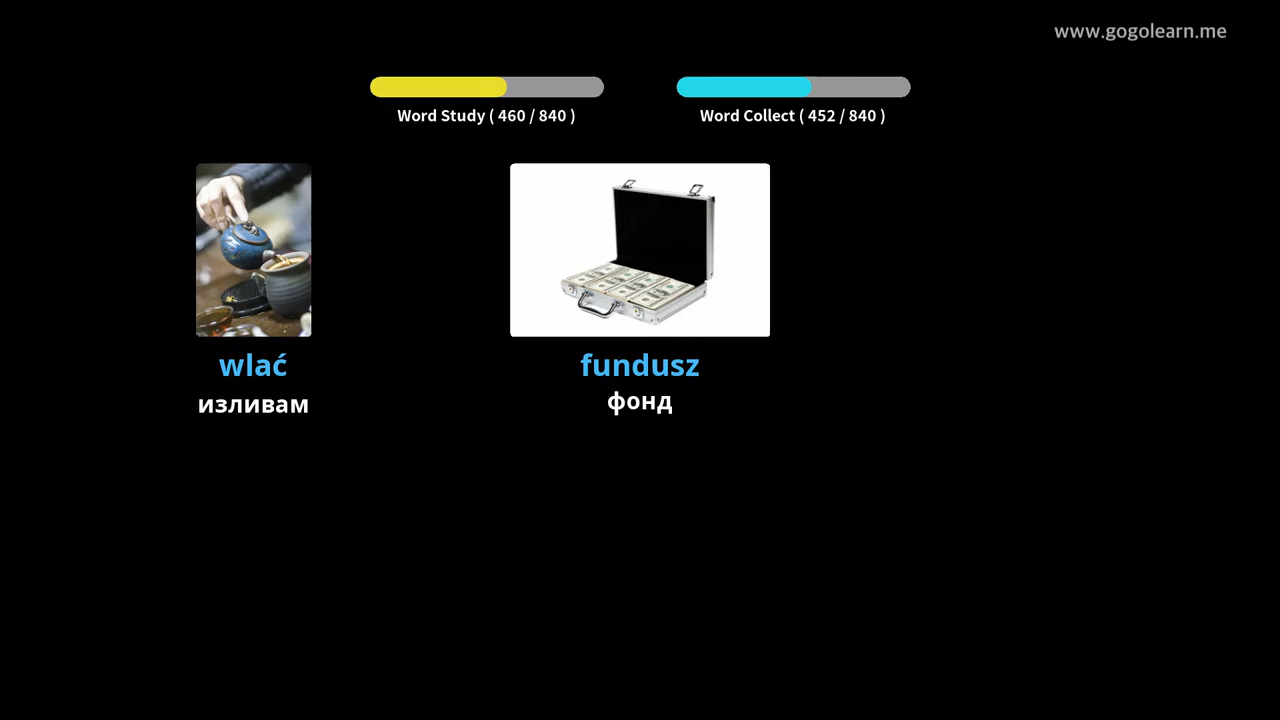 www.gogolearn.me
Word Study ( 460 / 840 )
Word Collect ( 452 / 840 )
wlać
изливам
fundusz
фонд